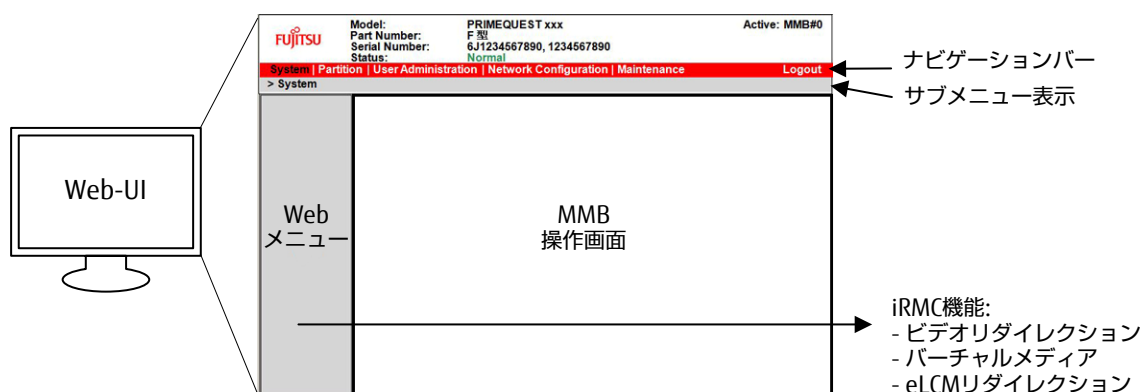 FUJITSU
Model: PRIMEQUEST xxx Active: MMB#0
Part Number: F 型
Serial Number: 6J1234567890, 1234567890
Status: Normal
System | Partition | User Administration | Network Configuration | Maintenance Logout
> System
ナビゲーションバー
サブメニュー表示
Web-UI
Web
メニュー
MMB
操作画面
iRMC機能:
- ビデオリダイレクション
- バーチャルメディア
- eLCMリダイレクション